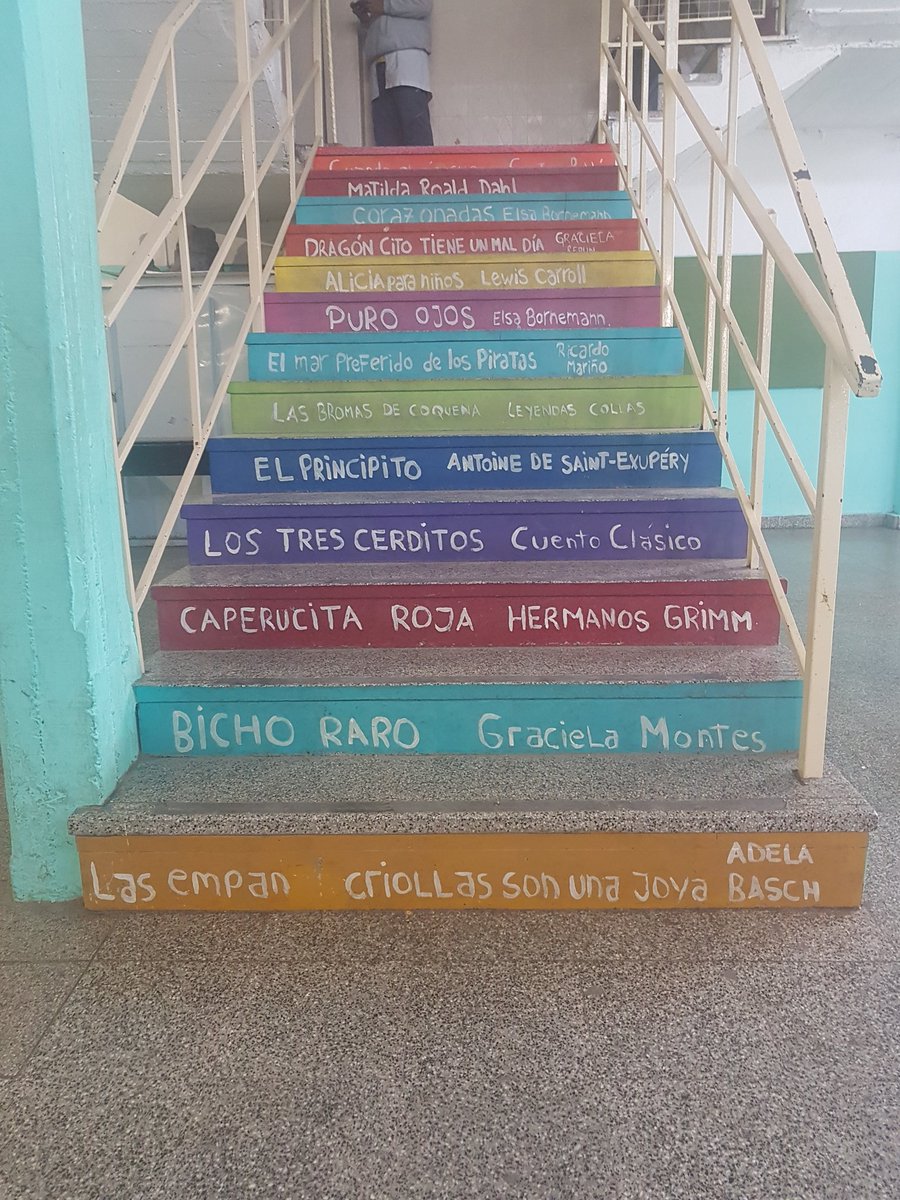 MATILDA ROALD DAHL
Corazonadas Elsa Bornemann
DRAGÓN CITO TIENE UN MAL DÍA GRACIELA
ALICIA para niños Lewis Carroll
PURO OJOS Elsa Bornemann.
El mar Preferido de los Piratas Ricardo Mariño
LAS BROMAS DE COQUENA LEYENDAS COLLAS
EL PRINCIPITO ANTOINE DE SAINT-EXUPÉRY
LOS TRES CERDITOS Cuento Clásico
CAPERUCITA ROJA HERMANOS GRIMM
BICHO RARO Graciela Montes
Las empan criollas son una joya ADELA BASCH